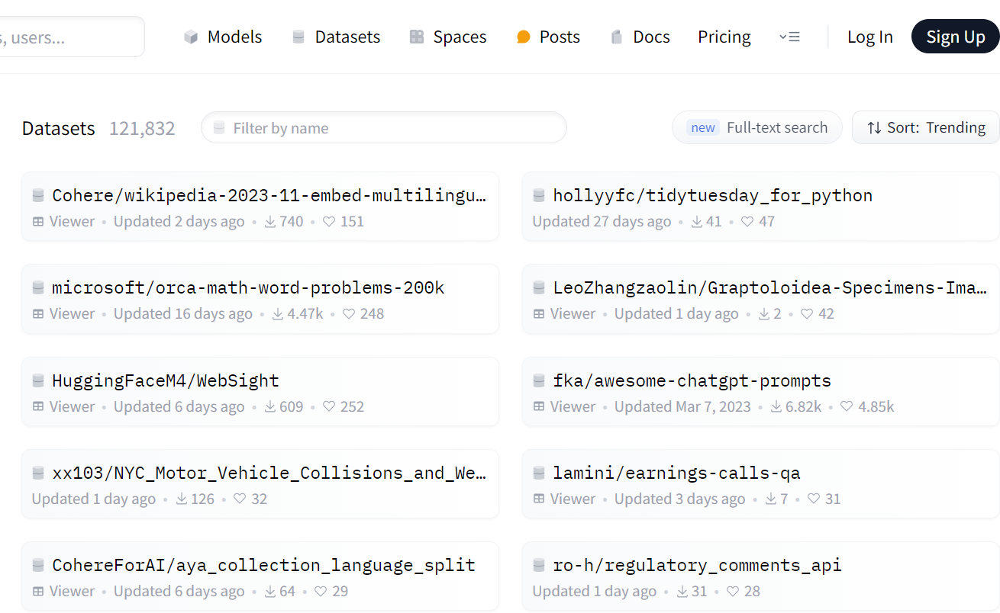 s, users...
Models Datasets Spaces Posts Docs Pricing Log In Sign Up
Datasets 121,832 Filter by name new Full-text search Sort: Trending
Cohere/wikipedia-2023-11-embed-multilingu…
Viewer • Updated 2 days ago • 740 • 151
hollyyfc/tidytuesday_for_python
Updated 27 days ago • 41 • 47
microsoft/orca-math-word-problems-200k
Viewer • Updated 16 days ago • 4.47k • 248
LeoZhangzaolin/Graptoloidea-Specimens-Ima…
Viewer • Updated 1 day ago • 2 • 42
HuggingFaceM4/WebSight
Viewer • Updated 6 days ago • 609 • 252
fka/awesome-chatgpt-prompts
Viewer • Updated Mar 7, 2023 • 6.82k • 4.85k
xx103/NYC_Motor_Vehicle_Collisions_and_We…
Updated 1 day ago • 126 • 32
lamini/earnings-calls-qa
Viewer • Updated 3 days ago • 7 • 31
CohereForAI/aya_collection_language_split
Viewer • Updated 6 days ago • 64 • 29
ro-h/regulatory_comments_api
Updated 1 day ago • 31 • 28